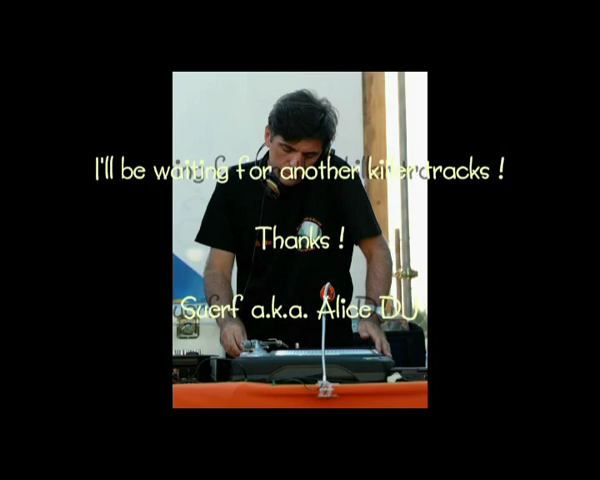 I'll be waiting for another killer tracks !
Thanks !
Suerf a.k.a. Alice DJ